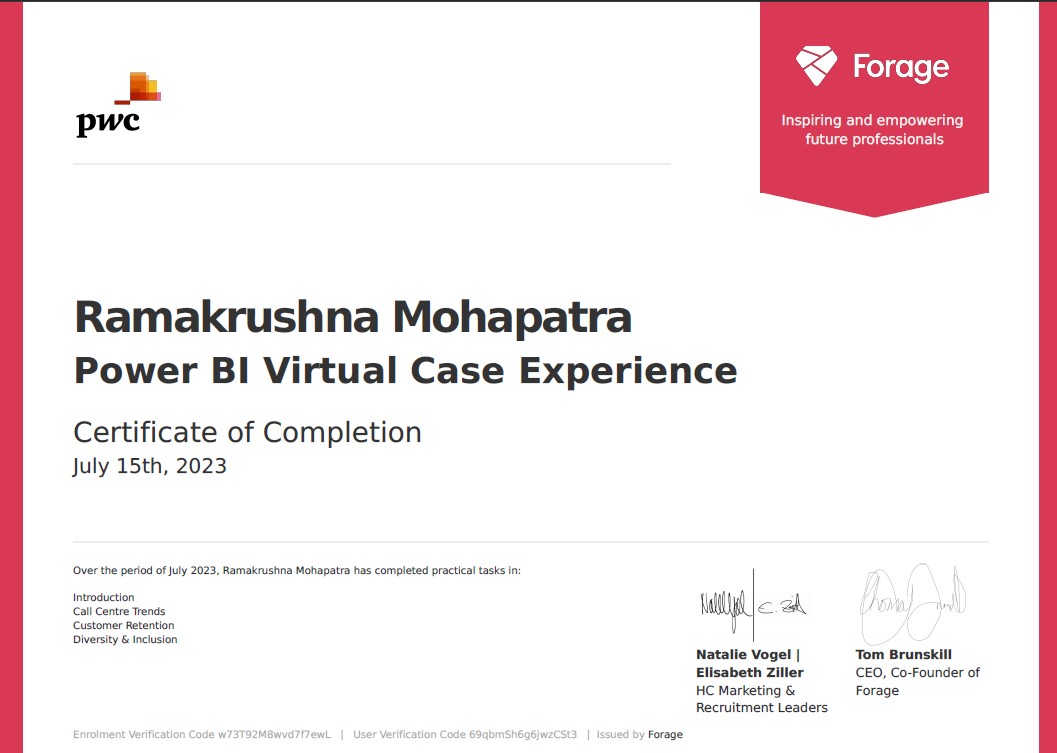 pwc
Forage
Inspiring and empowering
future professionals
Ramakrushna Mohapatra
Power BI Virtual Case Experience
Certificate of Completion
July 15th, 2023
Over the period of July 2023, Ramakrushna Mohapatra has completed practical tasks in:
Introduction
Call Centre Trends
Customer Retention
Diversity & Inclusion
Natalie Vogel |
Elisabeth Ziller
HC Marketing &
Recruitment Leaders
Tom Brunskill
CEO, Co-Founder of
Forage
Enrolment Verification Code w73T92M8wvd7f7ewL | User Verification Code 69qbmSh6g6jwzCSt3 | Issued by Forage